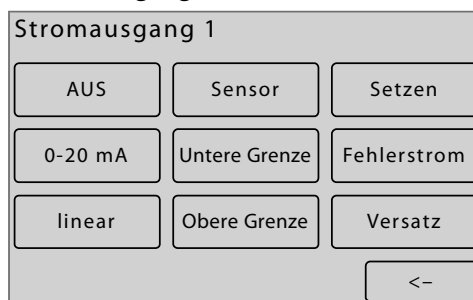 Stromausgang 1
AUS Sensor Setzen
0-20 mA Untere Grenze Fehlerstrom
linear Obere Grenze Versatz
<–